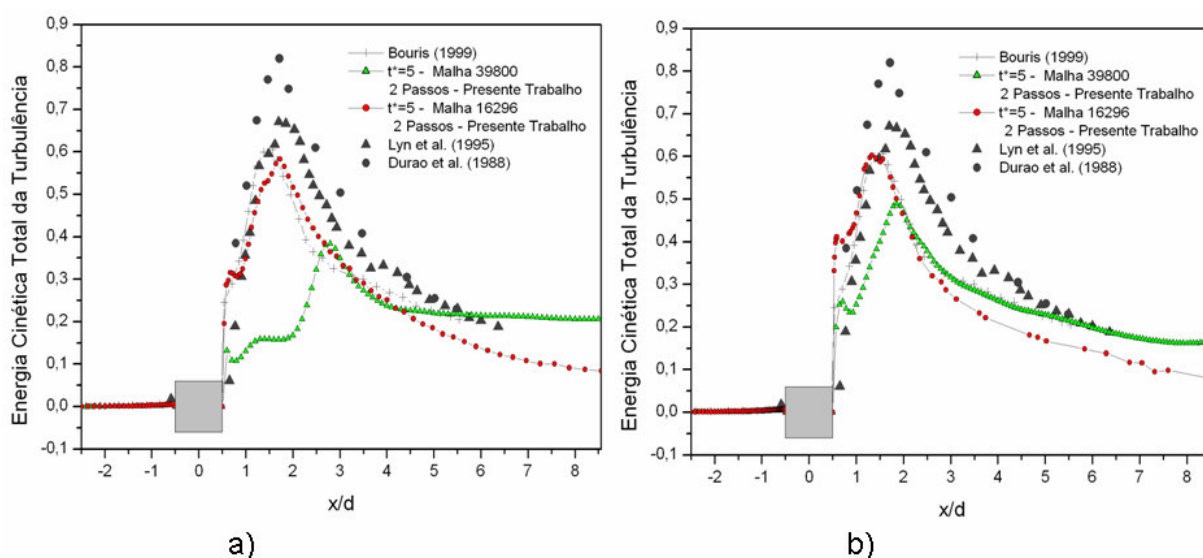 0,9
0,8
0,7
0,6
0,5
0,4
0,3
0,2
0,1
0,0
-0,1
Energia Cinética Total da Turbulência
Bouris (1999)
t*=5 - Malha 39800
2 Passos - Presente Trabalho
t*=5 - Malha 16296
2 Passos - Presente Trabalho
Lyn et al. (1995)
Durao et al. (1988)
-2 -1 0 1 2 3 4 5 6 7 8
x/d
a)
0,9
0,8
0,7
0,6
0,5
0,4
0,3
0,2
0,1
0,0
-0,1
Energia Cinética Total da Turbulência
Bouris (1999)
t*=5 - Malha 39800
2 Passos - Presente Trabalho
t*=5 - Malha 16296
2 Passos - Presente Trabalho
Lyn et al. (1995)
Durao et al. (1988)
-2 -1 0 1 2 3 4 5 6 7 8
x/d
b)